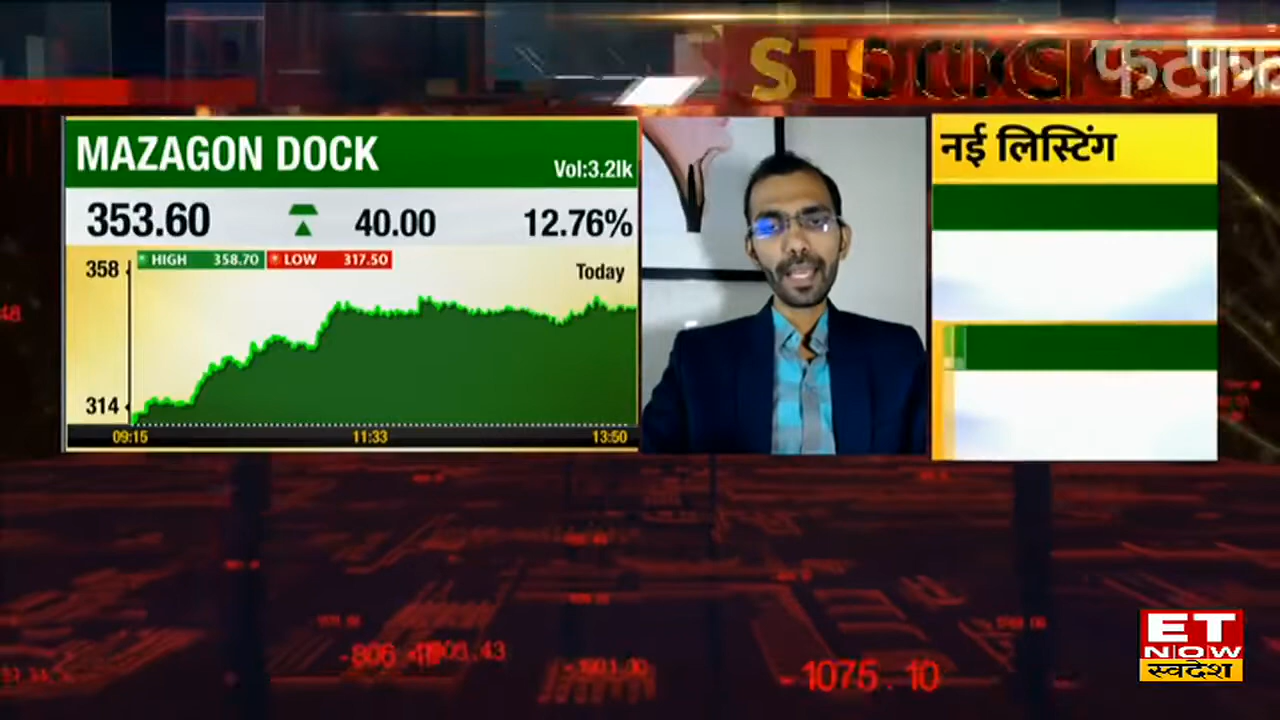 MAZAGON DOCK
Vol:3.2lk
353.60 40.00 12.76%
HIGH 358.70 LOW 317.50
Today
358
314
09:15 11:33 13:50
नई लिस्टिंग
-1075.10
ET
NOW
स्वदेश